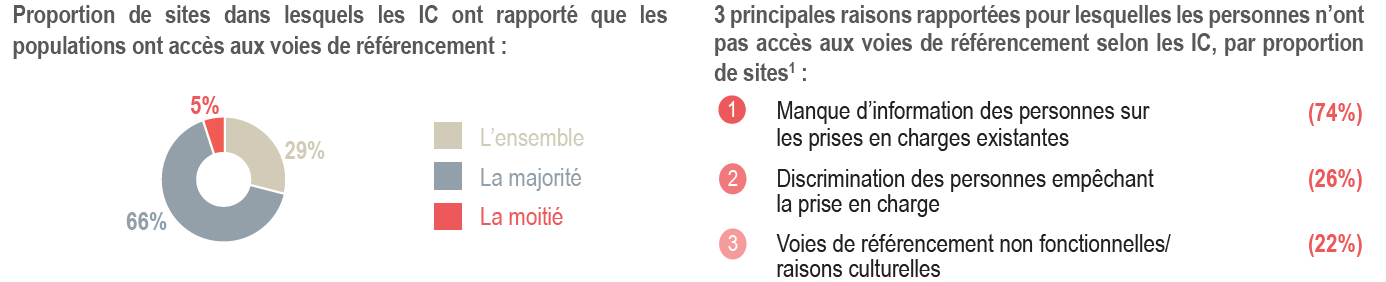 Proportion de sites dans lesquels les IC ont rapporté que les
populations ont accès aux voies de référencement :
5%
29%
66%
L'ensemble
La majorité
La moitié
3 principales raisons rapportées pour lesquelles les personnes n'ont
pas accès aux voies de référencement selon les IC, par proportion
de sites¹ :
1 Manque d'information des personnes sur
les prises en charges existantes (74%)
2 Discrimination des personnes empêchant
la prise en charge (26%)
3 Voies de référencement non fonctionnelles/
raisons culturelles (22%)